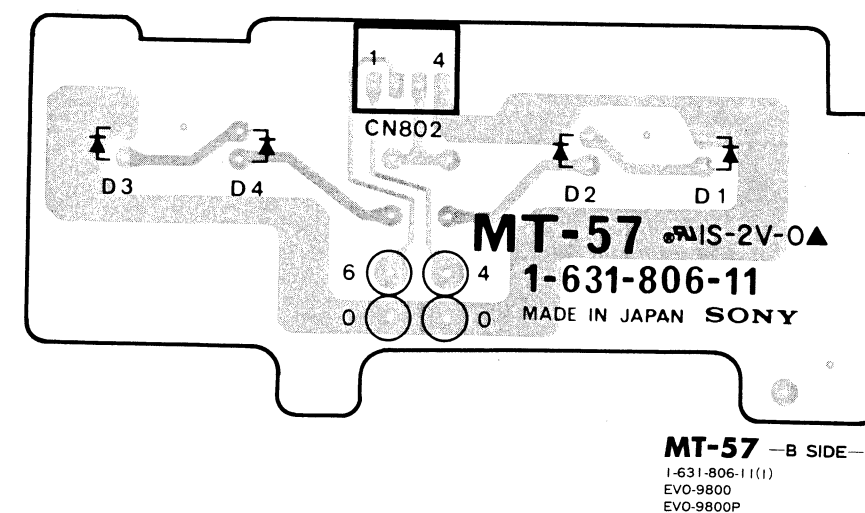 1 4
CN802
D3 D4 D2 D1
MT-57 IS-2V-0▲
6 4 1-631-806-11
0 0 MADE IN JAPAN SONY
MT-57 —B SIDE—
1-631-806-11(1)
EVO-9800
EVO-9800P